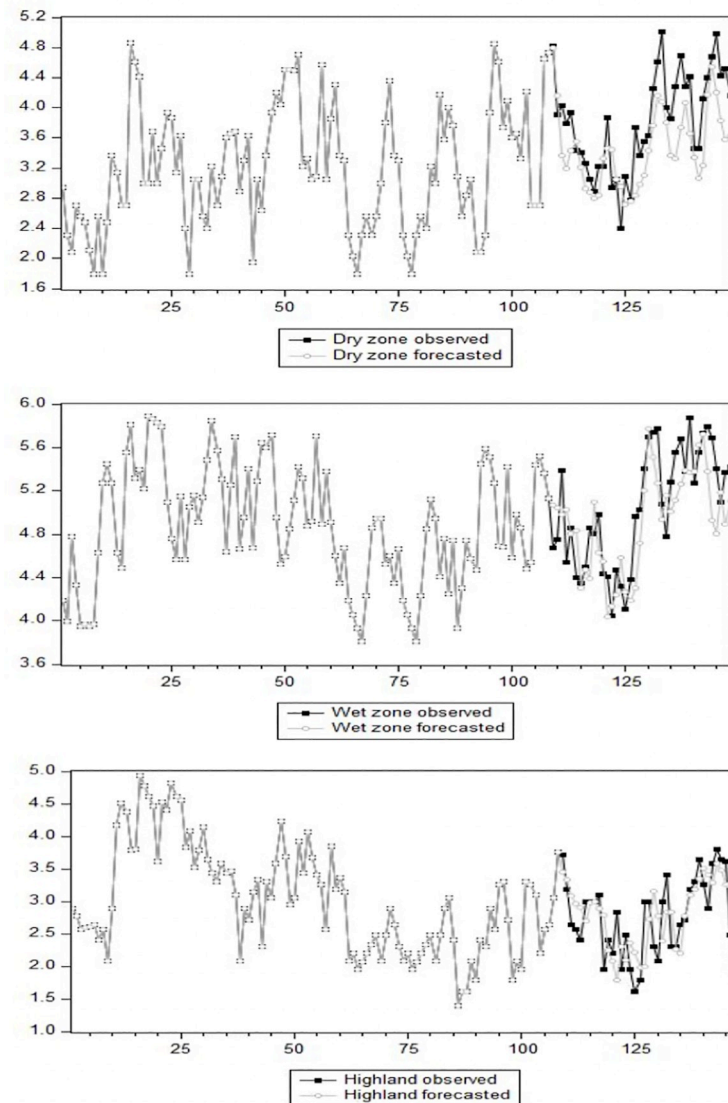 5.2
4.8
4.4
4.0
3.6
3.2
2.8
2.4
2.0
1.6
25 50 75 100 125
Dry zone observed
Dry zone forecasted
6.0
5.6
5.2
4.8
4.4
4.0
3.6
25 50 75 100 125
Wet zone observed
Wet zone forecasted
5.0
4.5
4.0
3.5
3.0
2.5
2.0
1.5
1.0
25 50 75 100 125
Highland observed
Highland forecasted